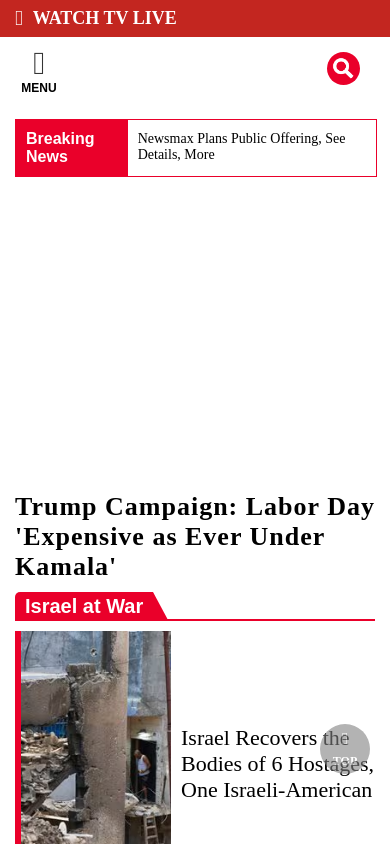 WATCH TV LIVE
MENU
Breaking
News
Newsmax Plans Public Offering, See
Details, More
Trump Campaign: Labor Day
'Expensive as Ever Under
Kamala'
Israel at War
Israel Recovers the
Bodies of 6 Hostages,
One Israeli-American
TOP